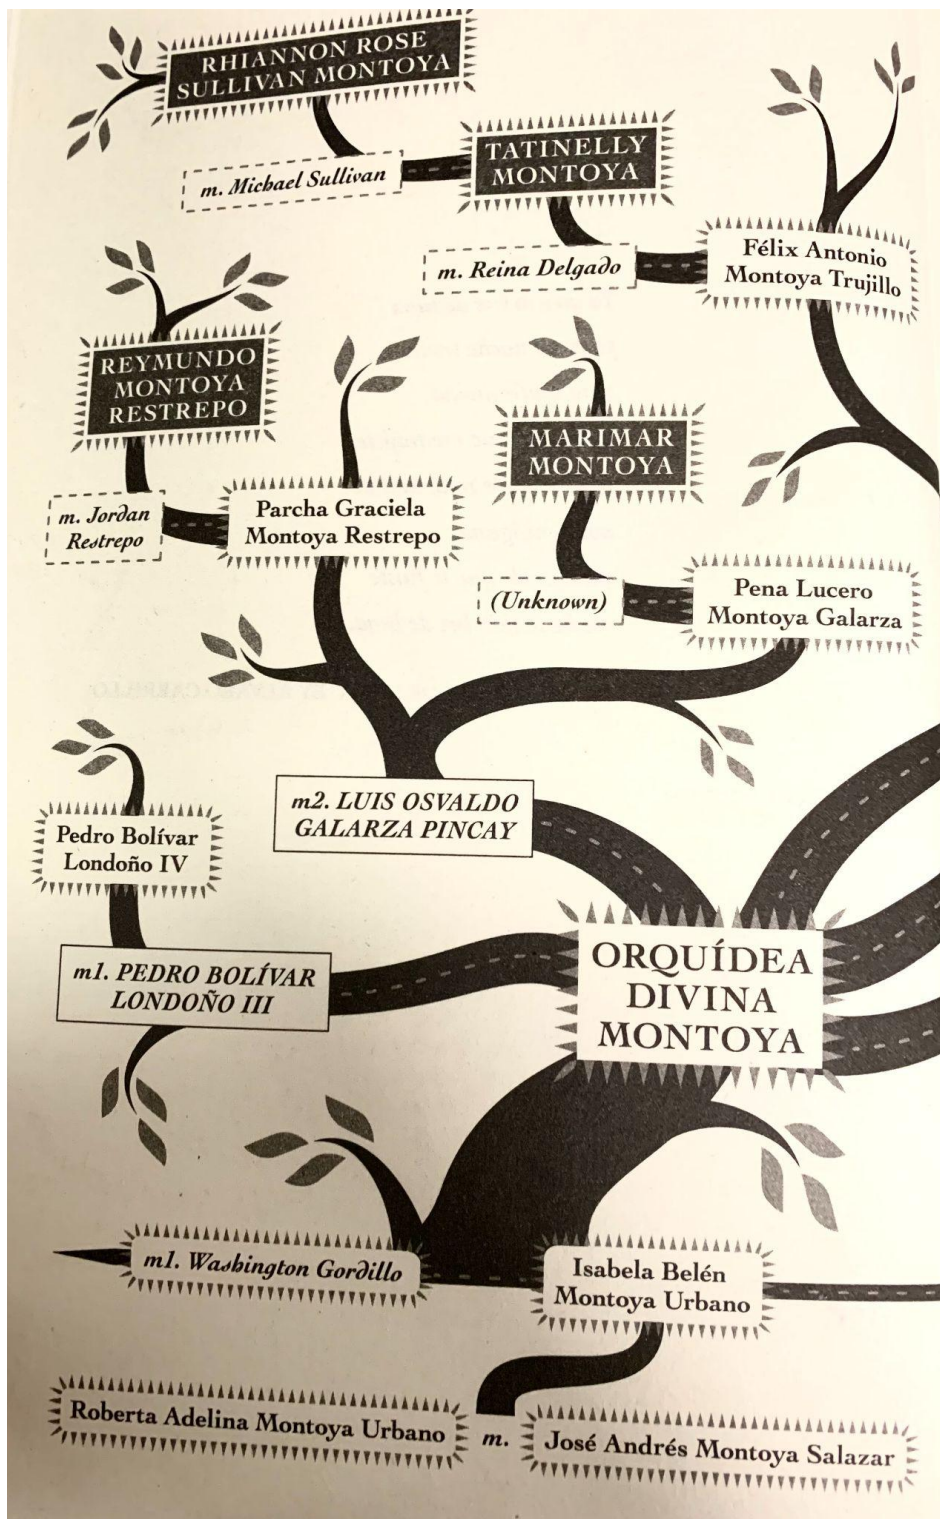 RHIANNON ROSE
SULLIVAN MONTOYA
m. Michael Sullivan
TATINELLY
MONTOYA
m. Reina Delgado
Félix Antonio
Montoya Trujillo
REYMUNDO
MONTOYA
RESTREPO
m. Jordan
Restrepo
Parcha Graciela
Montoya Restrepo
MARIMAR
MONTOYA
(Unknown)
Pena Lucero
Montoya Galarza
m2. LUIS OSVALDO
GALARZA PINCAY
Pedro Bolívar
Londoño IV
m1. PEDRO BOLÍVAR
LONDOÑO III
ORQUÍDEA
DIVINA
MONTOYA
m1. Washington Gordillo
Isabela Belén
Montoya Urbano
Roberta Adelina Montoya Urbano
m.
José Andrés Montoya Salazar